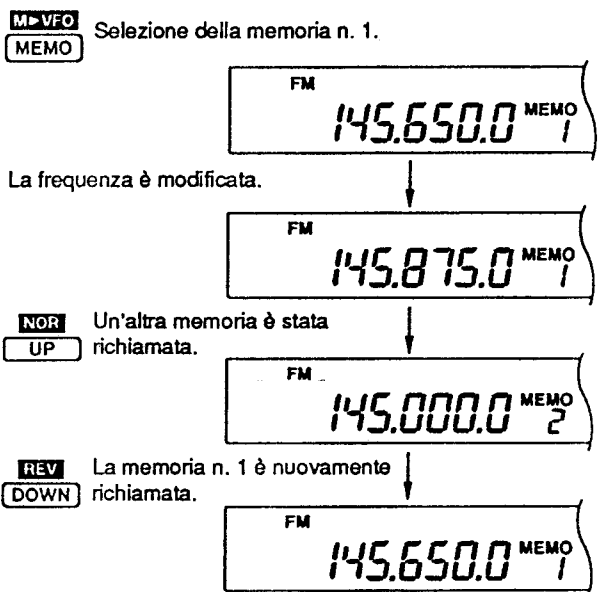 M►VFO
MEMO
Selezione della memoria n. 1.
FM
145.650.0 MEMO 1
La frequenza è modificata.
FM
145.875.0 MEMO 1
NOR
UP
Un'altra memoria è stata
richiamata.
FM
145.000.0 MEMO 2
REV
DOWN
La memoria n. 1 è nuovamente
richiamata.
FM
145.650.0 MEMO 1